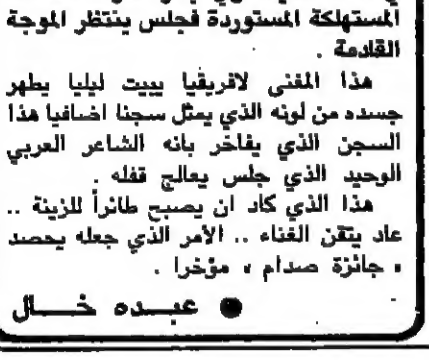 المستهلكة المستوردة فجلس ينتظر الموجة
القادمة .
هذا المغنى لافريقيا يبيت ليليا يطهر
جسده من لونه الذي يمثل سجنا اضافيا هذا
السجن الذي يفاخر بانه الشاعر العربي
الوحيد الذي جلس يعالج قفله .
هذا الذي كاد ان يصبح طائراً للزينة ..
عاد يتقن الغناء .. الأمر الذي جعله يحصد
« جائزة صدام » مؤخرا .
● عبده خال